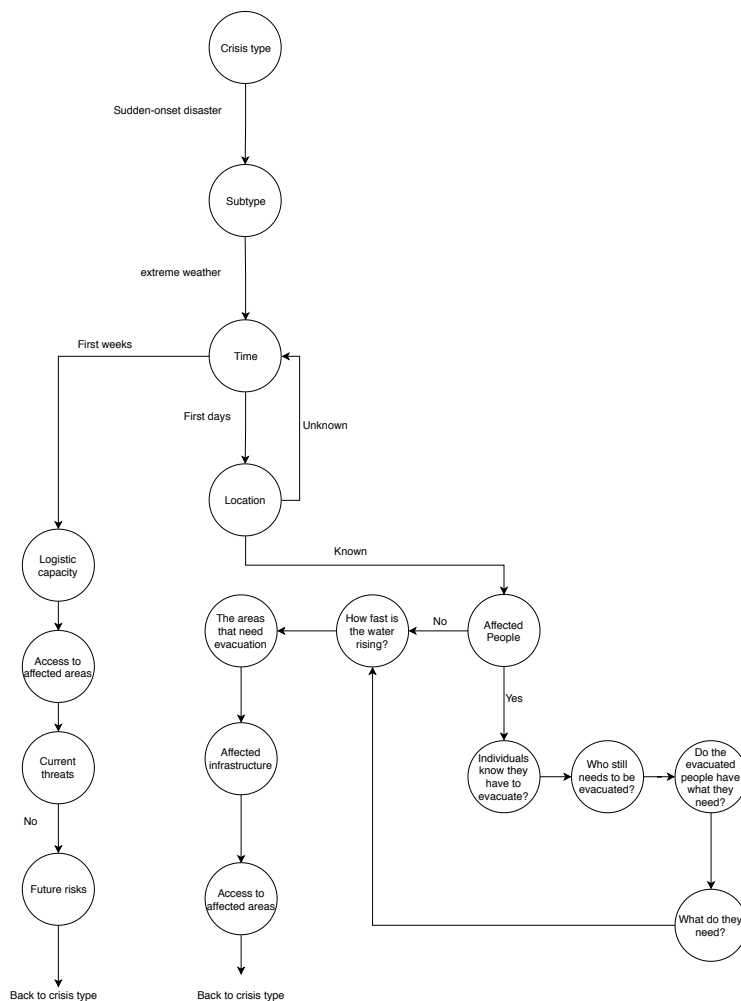 Crisis type
Sudden-onset disaster
Subtype
extreme weather
First weeks
Time
First days
Unknown
Location
Known
Logistic
capacity
The areas
that need
evacuation
How fast is
the water
rising?
No
Affected
People
Access to
affected areas
Yes
Current
threats
Affected
infrastructure
Individuals
know they
have to
evacuate?
Who still
needs to be
evacuated?
Do the
evacuated
people have
what they
need?
No
Future risks
Access to
affected areas
What do they
need?
Back to crisis type
Back to crisis type